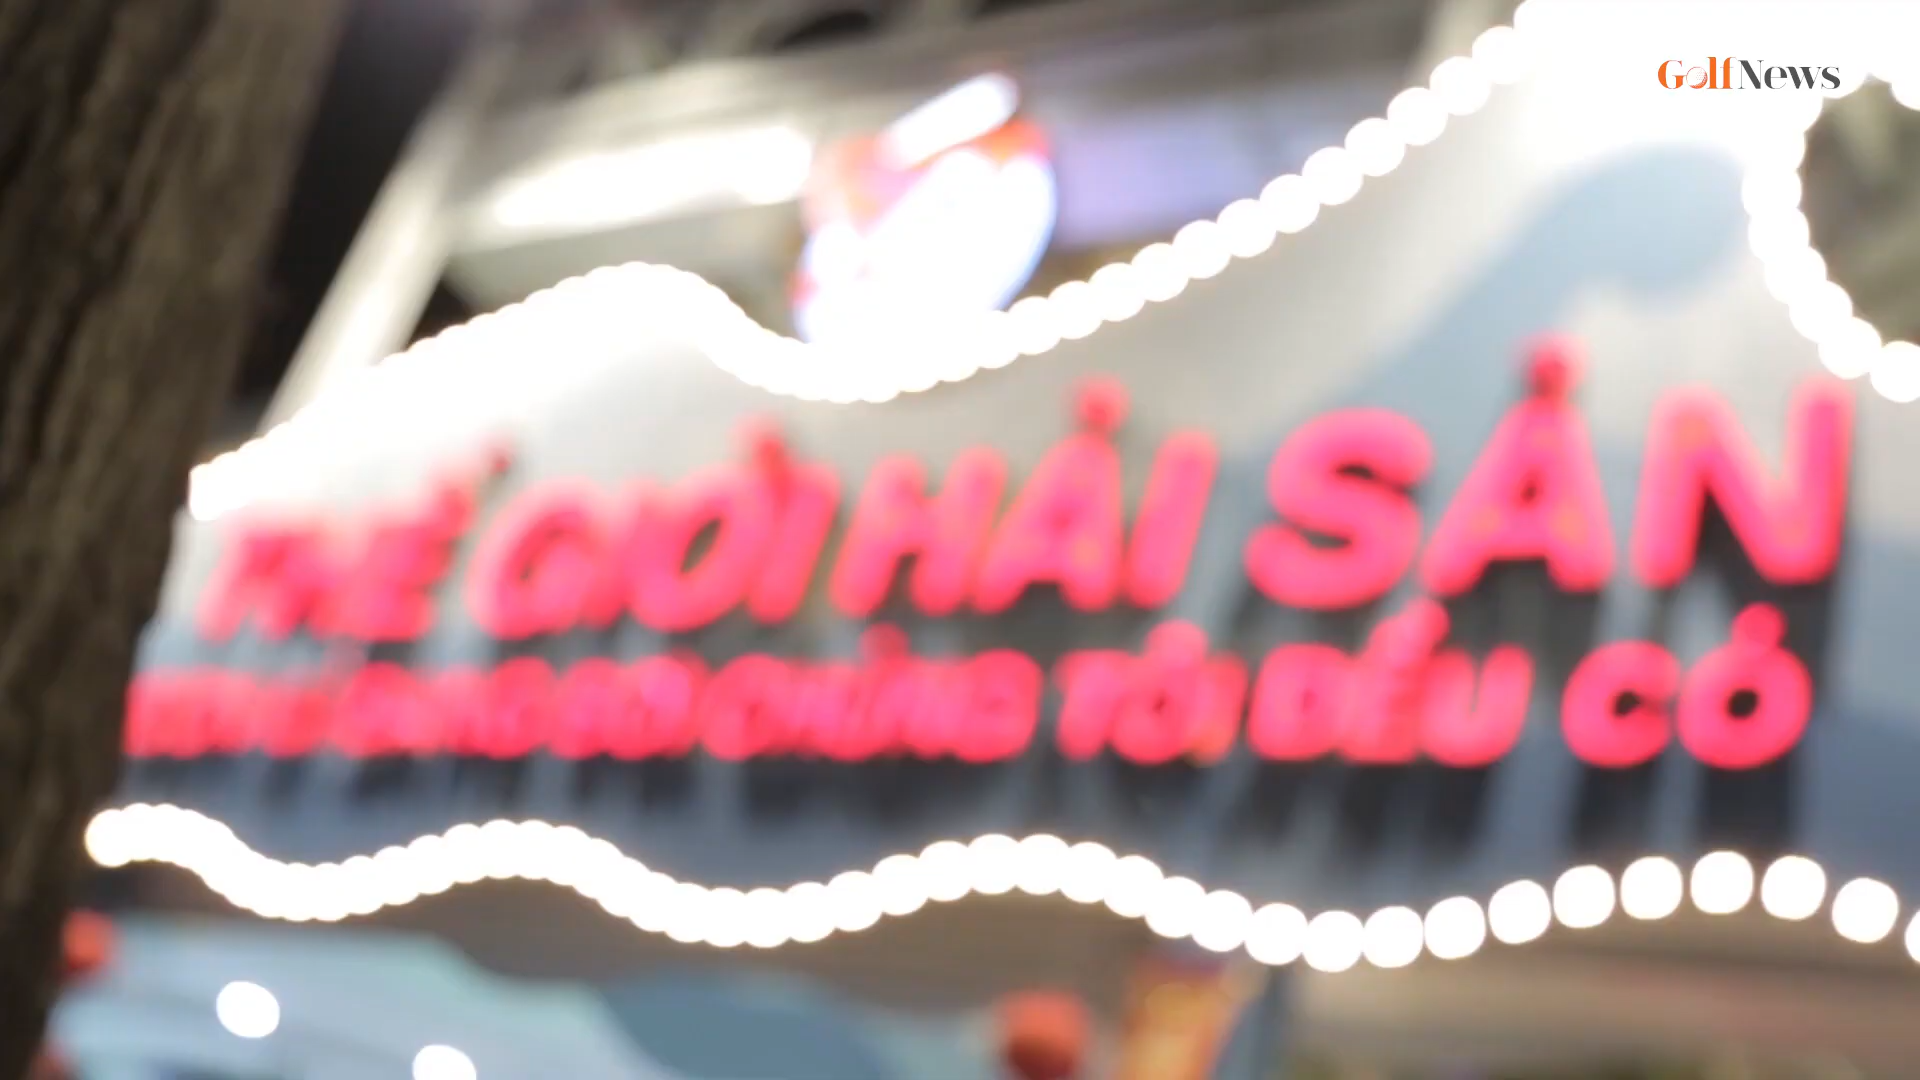 GolfNews
THẾ GIỚI HẢI SẢN
CHÚNG TÔI ĐỀU CÓ